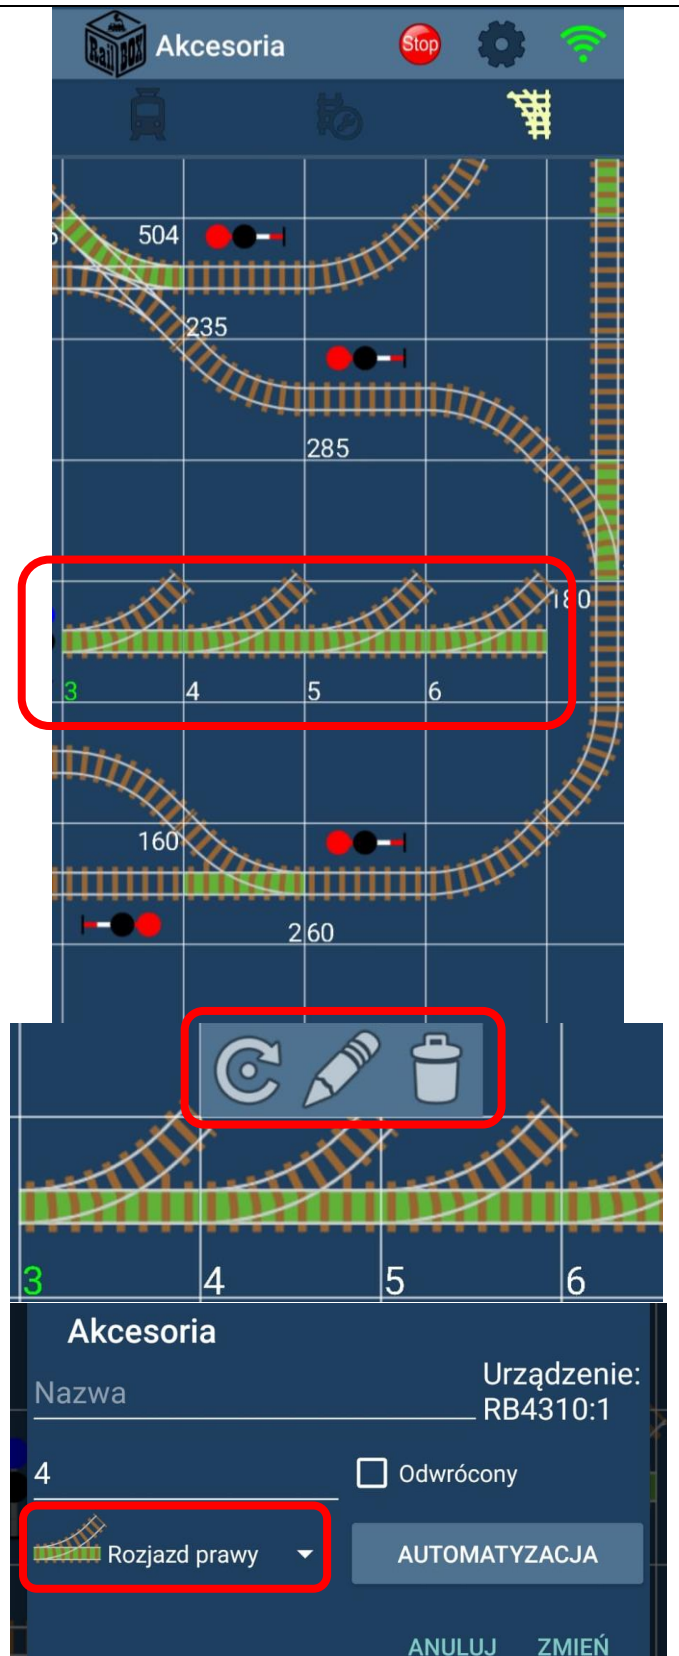 Rail BOX Akcesoria Stop
504
235
285
180
3 4 5 6
160
260
3 4 5 6
Akcesoria
Nazwa
Urządzenie:
RB4310:1
4
Odwrócony
Rozjazd prawy
AUTOMATYZACJA
ANULUJ ZMIEŃ